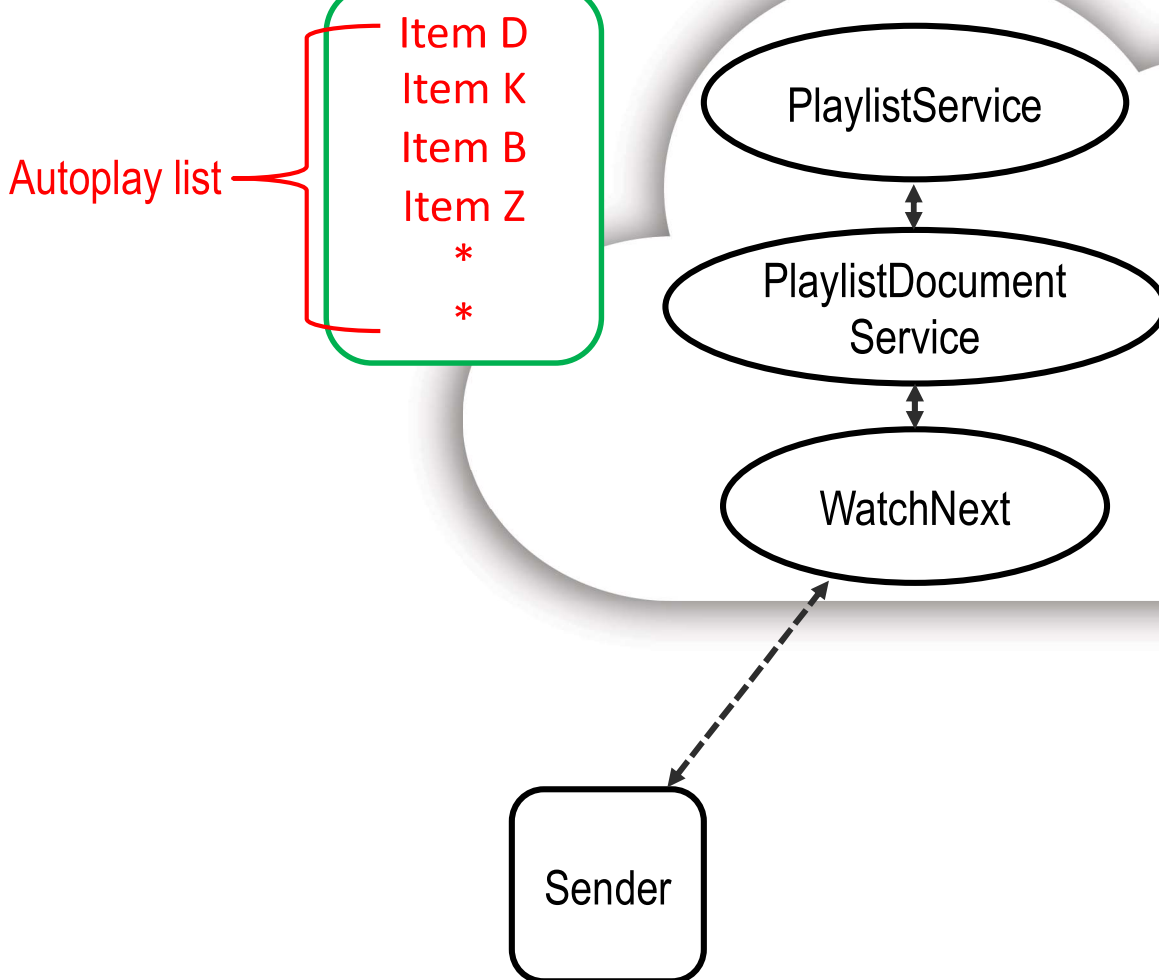 Item D
Item K
Item B
Item Z
*
*
Autoplay list
PlaylistService
PlaylistDocument
Service
WatchNext
Sender